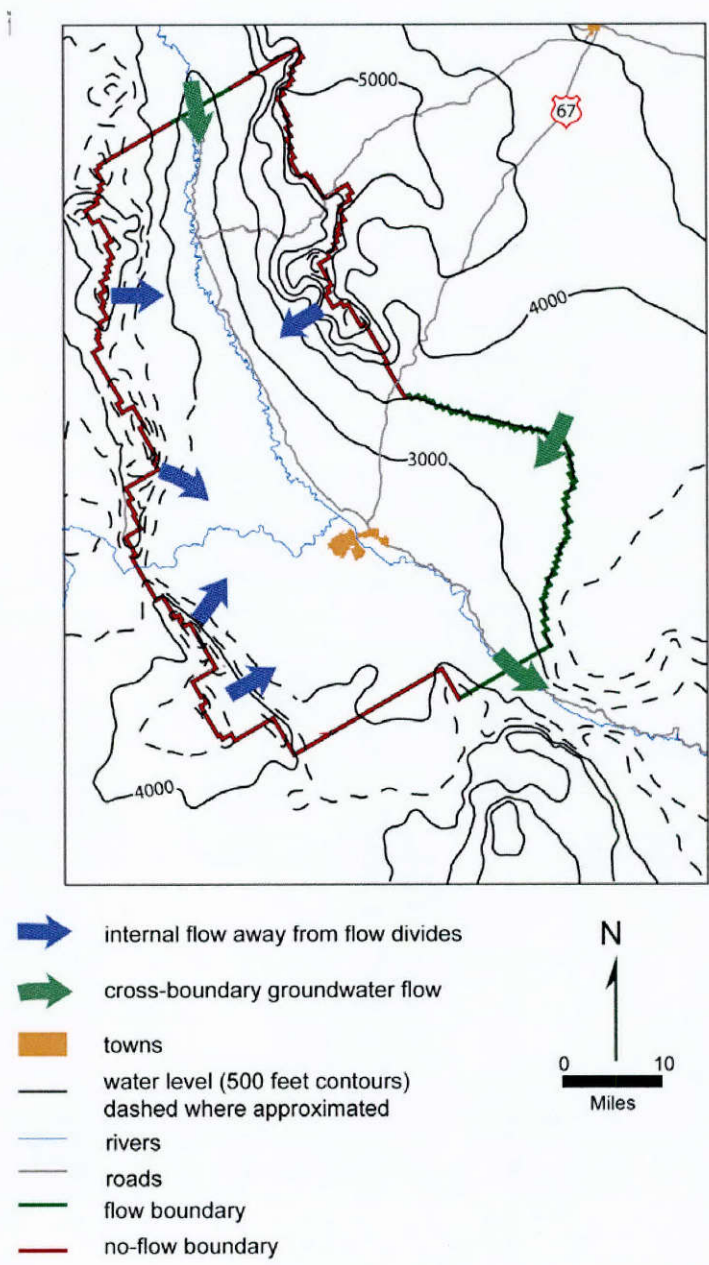 N
5000
67
4000
3000
4000
internal flow away from flow divides
cross-boundary groundwater flow
towns
water level (500 feet contours)
dashed where approximated
rivers
roads
flow boundary
no-flow boundary
N
0 10
Miles